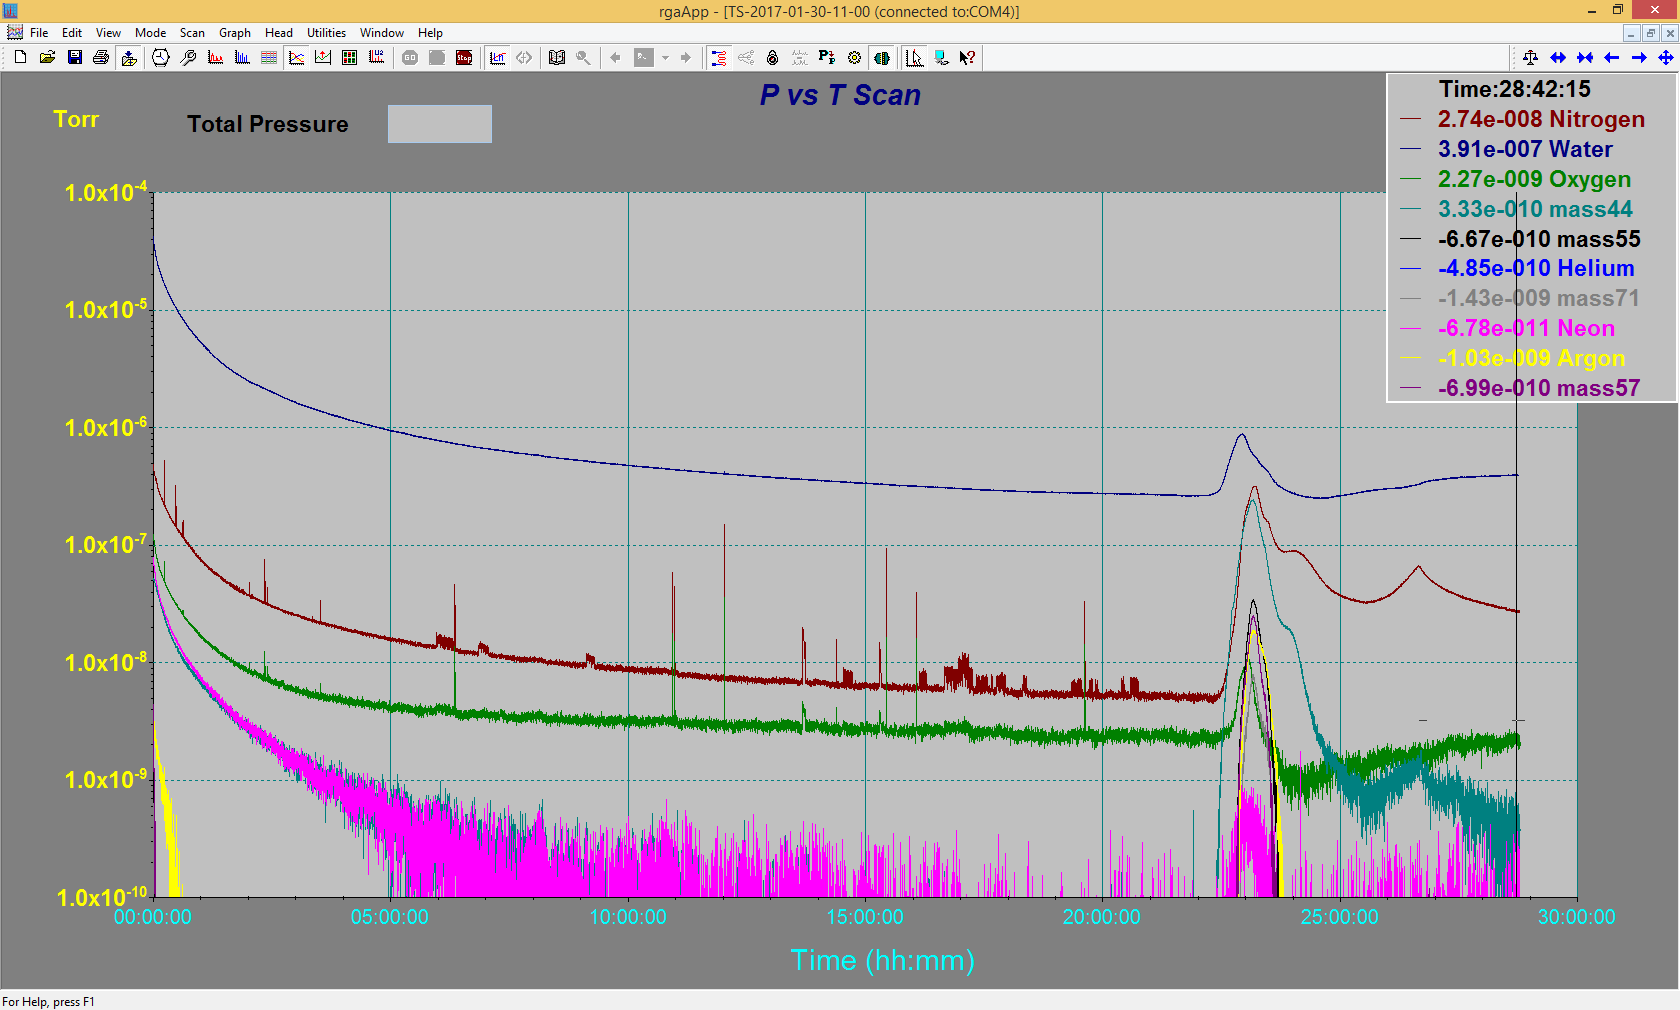 rgaApp - [TS-2017-01-30-11-00 (connected to:COM4)]
File Edit View Mode Scan Graph Head Utilities Window Help
GO Stop
P vs T Scan
Torr
Total Pressure
Time:28:42:15
2.74e-008 Nitrogen
3.91e-007 Water
2.27e-009 Oxygen
3.33e-010 mass44
-6.67e-010 mass55
-4.85e-010 Helium
-1.43e-009 mass71
-6.78e-011 Neon
-1.03e-009 Argon
-6.99e-010 mass57
1.0x10-4
1.0x10-5
1.0x10-6
1.0x10-7
1.0x10-8
1.0x10-9
1.0x10-10
00:00:00 05:00:00 10:00:00 15:00:00 20:00:00 25:00:00 30:00:00
Time (hh:mm)
For Help, press F1